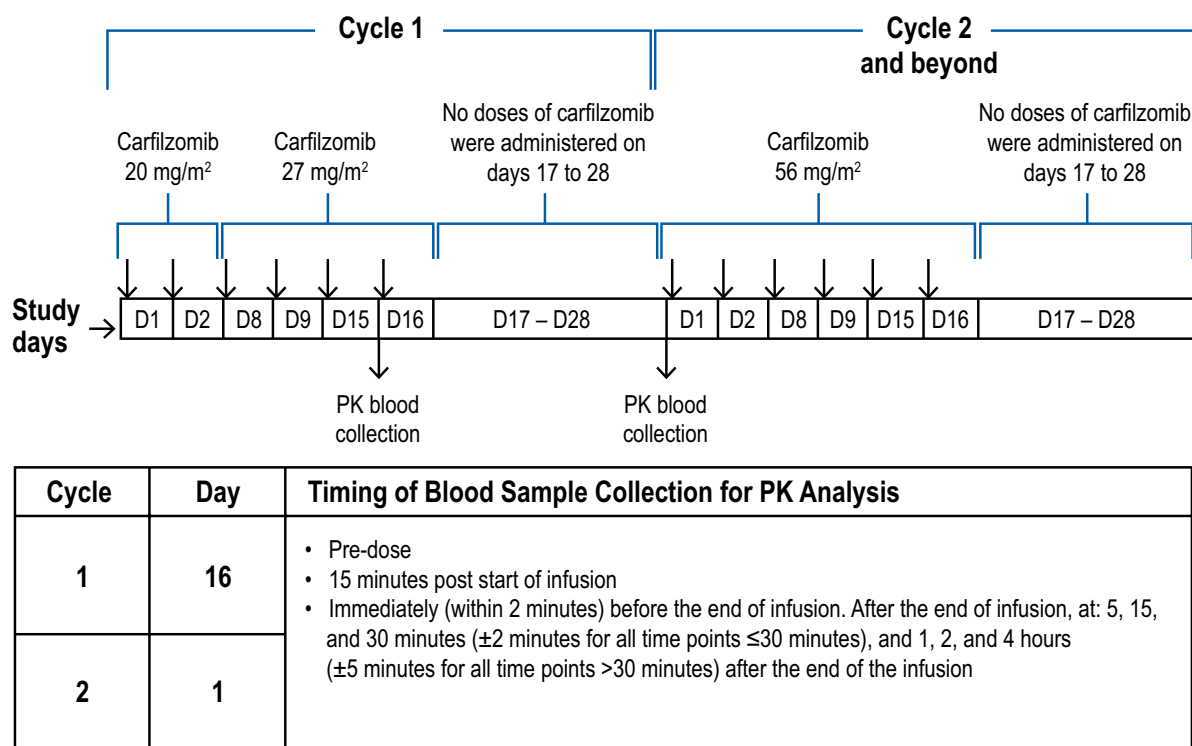 Cycle 1
Cycle 2
and beyond
Carfilzomib
20 mg/m²
Carfilzomib
27 mg/m²
No doses of carfilzomib
were administered on
days 17 to 28
Carfilzomib
56 mg/m²
No doses of carfilzomib
were administered on
days 17 to 28
Study
days
D1 D2 D8 D9 D15 D16 D17 – D28 D1 D2 D8 D9 D15 D16 D17 – D28
PK blood
collection
PK blood
collection
Cycle Day Timing of Blood Sample Collection for PK Analysis
1 16
• Pre-dose
• 15 minutes post start of infusion
• Immediately (within 2 minutes) before the end of infusion. After the end of infusion, at: 5, 15,
and 30 minutes (±2 minutes for all time points ≤30 minutes), and 1, 2, and 4 hours
(±5 minutes for all time points >30 minutes) after the end of the infusion
2 1